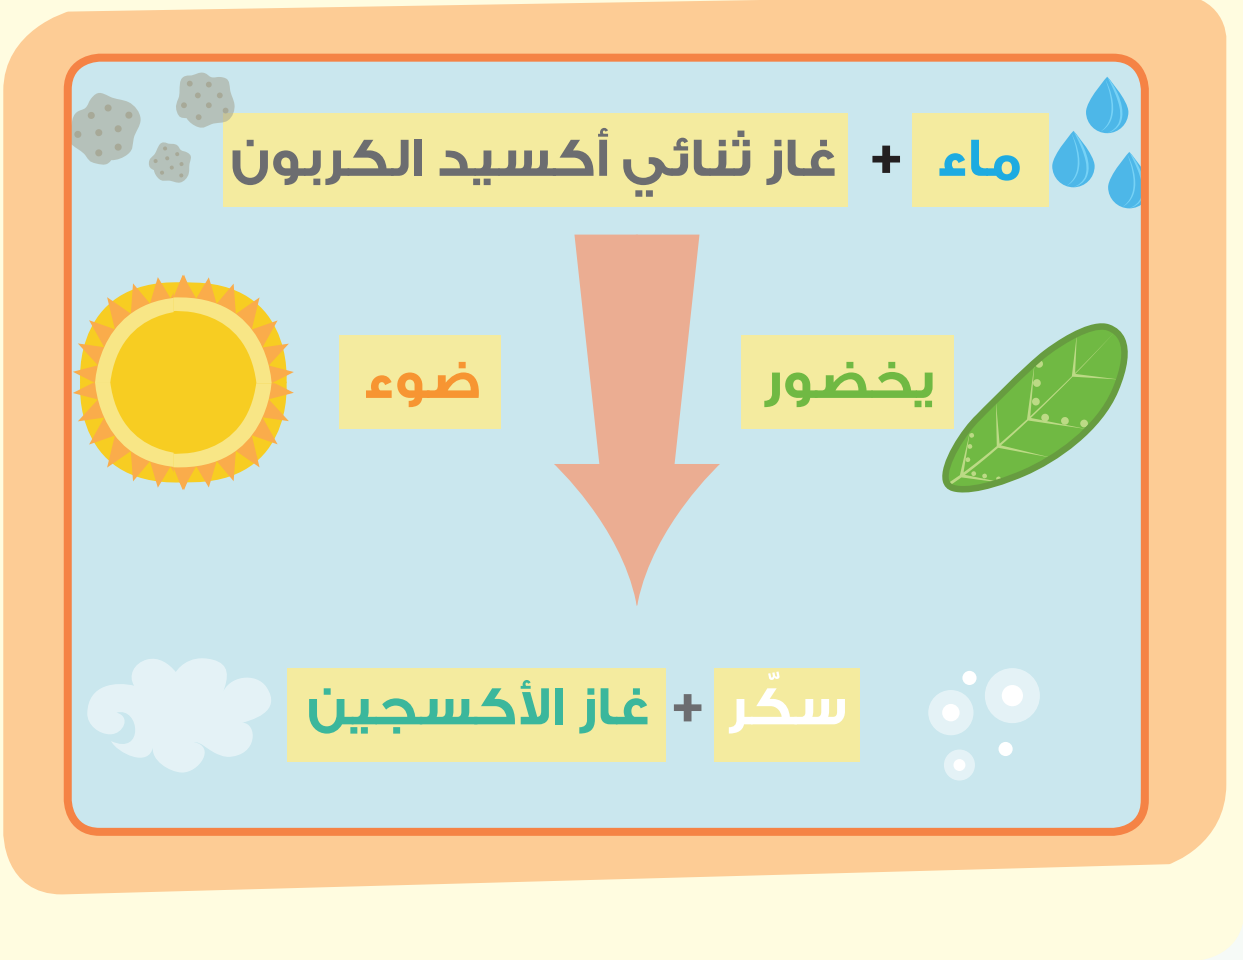 ماء + غاز ثنائي أكسيد الكربون
يخضور
ضوء
سكّر + غاز الأكسجين